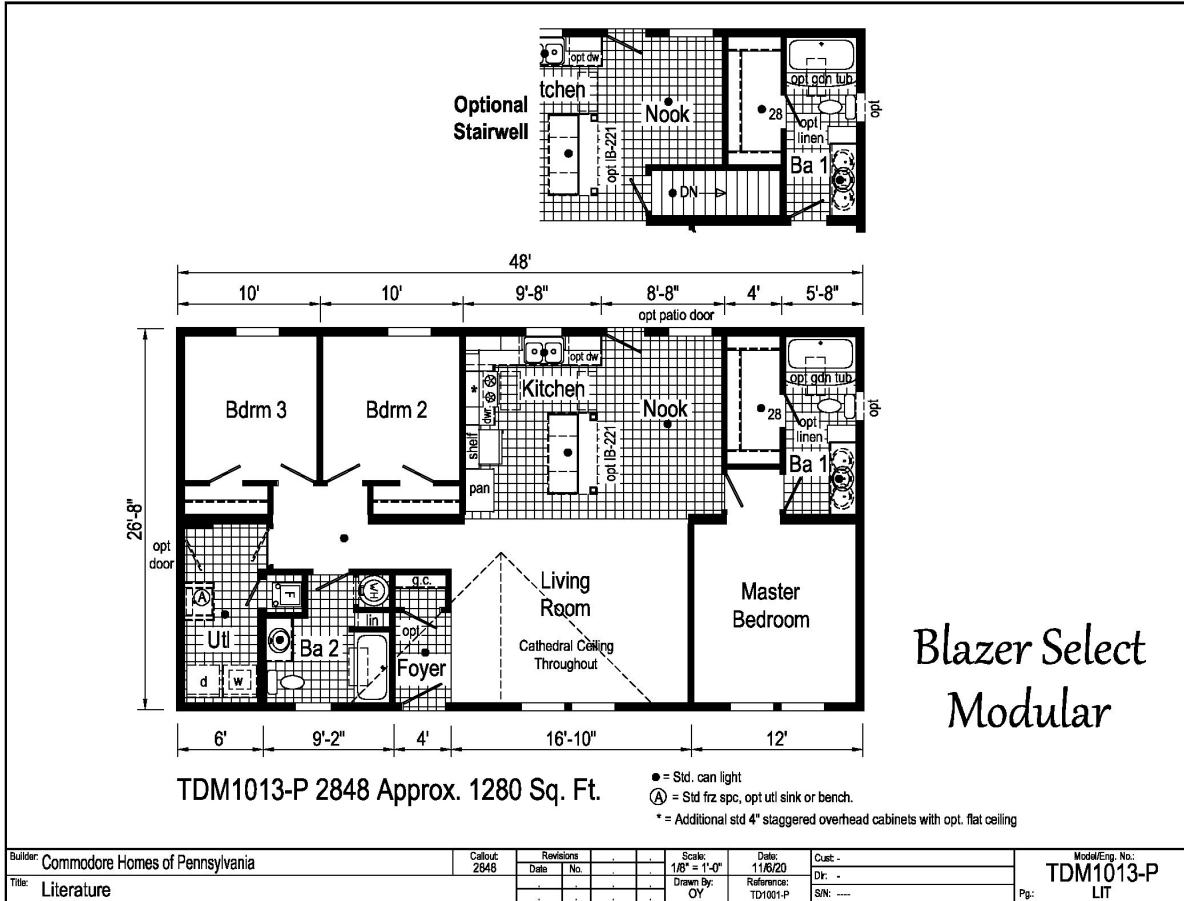 Optional
Stairwell
opt dw
tchen
Nook
opt IB-221
DN
28
opt gdn tub
opt
linen
opt
Ba 1
48'
10'
10'
9'-8"
8'-8"
4'
5'-8"
opt patio door
26'-8"
Bdrm 3
Bdrm 2
*
dwr
shelf
pan
Kitchen
opt dw
Nook
opt IB-221
28
opt gdn tub
opt
linen
opt
Ba 1
opt
door
A
Utl
d
w
F
WH
lin
Ba 2
g.c.
opt
Foyer
Living
Room
Cathedral Ceiling
Throughout
Master
Bedroom
Blazer Select
Modular
6'
9'-2"
4'
16'-10"
12'
TDM1013-P 2848 Approx. 1280 Sq. Ft.
● = Std. can light
Ⓐ = Std frz spc, opt utl sink or bench.
* = Additional std 4" staggered overhead cabinets with opt. flat ceiling
Builder: Commodore Homes of Pennsylvania
Title: Literature
Callout:
2848
Revisions
Date No.
Scale:
1/8" = 1'-0"
Drawn By:
OY
Date:
11/6/20
Reference:
TD1001-P
Cust: -
Dlr: -
S/N: ----
Model/Eng. No.:
TDM1013-P
Pg.: LIT